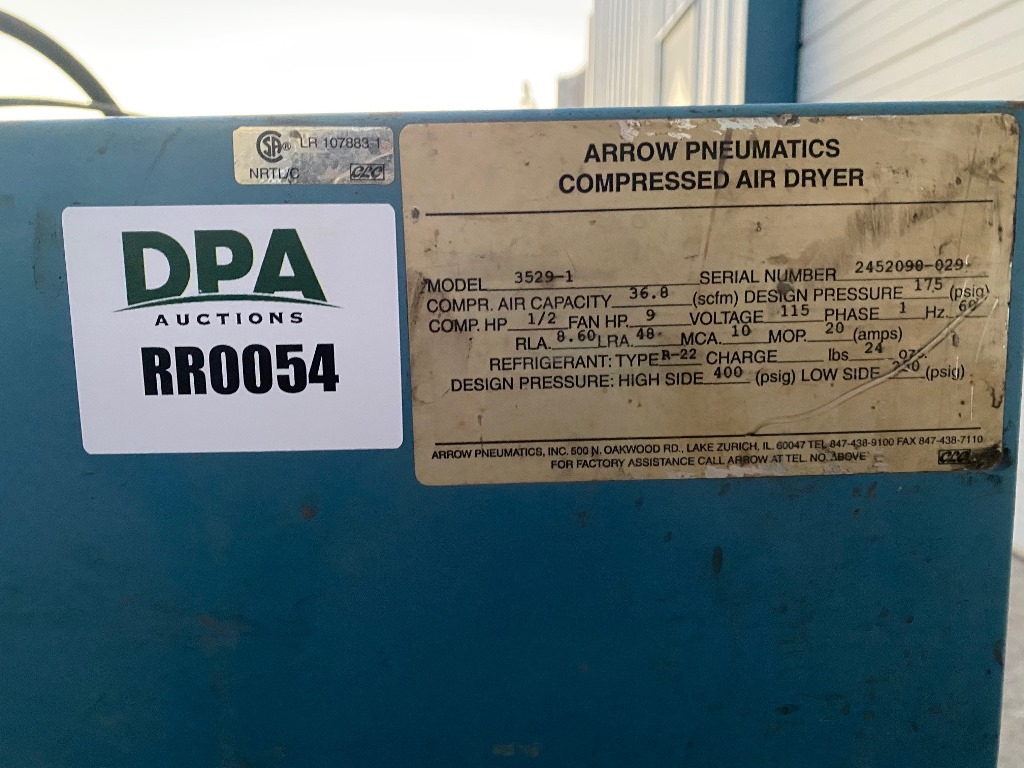 CSA® LR 107883-1
NRTL/C CLC
DPA
AUCTIONS
RR0054
ARROW PNEUMATICS
COMPRESSED AIR DRYER
MODEL 3529-1 SERIAL NUMBER 2452090-029
COMPR. AIR CAPACITY 36.8 (scfm) DESIGN PRESSURE 175 (psig)
COMP. HP 1/2 FAN HP. 9 VOLTAGE 115 PHASE 1 Hz. 60
RLA. 8.60 LRA. 48 MCA. 10 MOP. 20 (amps)
REFRIGERANT: TYPE R-22 CHARGE lbs 24 ozs.
DESIGN PRESSURE: HIGH SIDE 400 (psig) LOW SIDE (psig)
ARROW PNEUMATICS, INC. 500 N. OAKWOOD RD., LAKE ZURICH, IL. 60047 TEL 847-438-9100 FAX 847-438-7110
FOR FACTORY ASSISTANCE CALL ARROW AT TEL. NO. ABOVE CLC